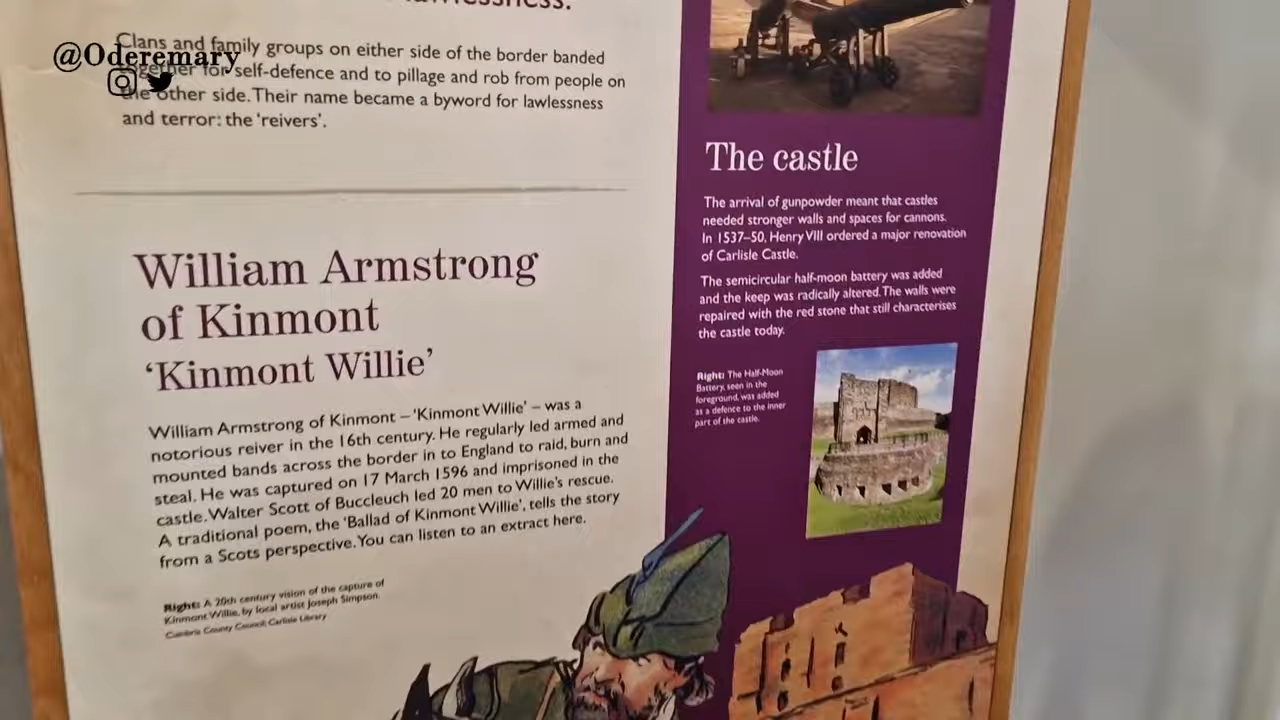 lawlessness.
@Oderemary
Clans and family groups on either side of the border banded
together for self-defence and to pillage and rob from people on
the other side. Their name became a byword for lawlessness
and terror: the 'reivers'.
William Armstrong
of Kinmont
'Kinmont Willie'
William Armstrong of Kinmont – 'Kinmont Willie' – was a
notorious reiver in the 16th century. He regularly led armed and
mounted bands across the border in to England to raid, burn and
steal. He was captured on 17 March 1596 and imprisoned in the
castle. Walter Scott of Buccleuch led 20 men to Willie's rescue.
A traditional poem, the 'Ballad of Kinmont Willie', tells the story
from a Scots perspective. You can listen to an extract here.
Right: A 20th century vision of the capture of
Kinmont Willie, by local artist Joseph Simpson.
Cumbria County Council Carlisle Library
The castle
The arrival of gunpowder meant that castles
needed stronger walls and spaces for cannons.
In 1537–50, Henry VIII ordered a major renovation
of Carlisle Castle.
The semicircular half-moon battery was added
and the keep was radically altered. The walls were
repaired with the red stone that still characterises
the castle today.
Right: The Half-Moon
Battery, seen in the
foreground, was added
as a defence to the inner
part of the castle.